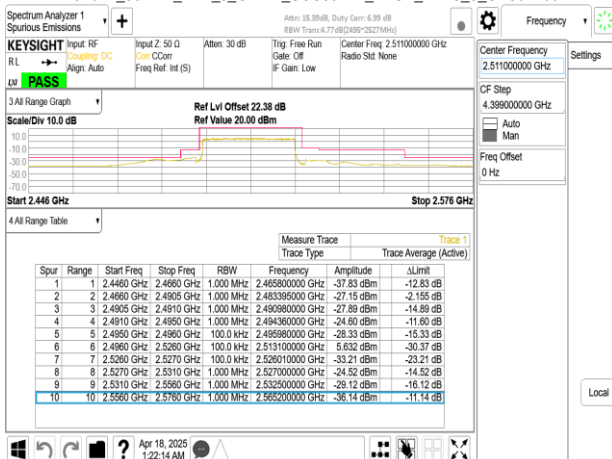 Spectrum Analyzer 1
Spurious Emissions
Attn: 15.39dB, Duty Corr: 6.99 dB
RBW Trans:4.77dB(2495~2527MHz)
Frequency
KEYSIGHT
RL
LXI
PASS
Input: RF
Coupling: DC
Align: Auto
Input Z: 50 Ω
Corr CCorr
Freq Ref: Int (S)
Atten: 30 dB
Trig: Free Run
Gate: Off
IF Gain: Low
Center Freq: 2.511000000 GHz
Radio Std: None
Center Frequency
2.511000000 GHz
Settings
CF Step
4.399000000 GHz
Auto
Man
Freq Offset
0 Hz
3 All Range Graph
Scale/Div 10.0 dB
Ref Lvl Offset 22.38 dB
Ref Value 20.00 dBm
10.0
-10.0
-30.0
-50.0
-70.0
Start 2.446 GHz
Stop 2.576 GHz
4 All Range Table
Measure Trace Trace 1
Trace Type Trace Average (Active)
Spur Range Start Freq Stop Freq RBW Frequency Amplitude ΔLimit
1 1 2.4460 GHz 2.4660 GHz 1.000 MHz 2.465800000 GHz -37.83 dBm -12.83 dB
2 2 2.4660 GHz 2.4905 GHz 1.000 MHz 2.483395000 GHz -27.15 dBm -2.155 dB
3 3 2.4905 GHz 2.4910 GHz 1.000 MHz 2.490980000 GHz -27.89 dBm -14.89 dB
4 4 2.4910 GHz 2.4950 GHz 1.000 MHz 2.494360000 GHz -24.60 dBm -11.60 dB
5 5 2.4950 GHz 2.4960 GHz 100.0 kHz 2.495980000 GHz -28.33 dBm -15.33 dB
6 6 2.4960 GHz 2.5260 GHz 100.0 kHz 2.513100000 GHz 5.632 dBm -30.37 dB
7 7 2.5260 GHz 2.5270 GHz 100.0 kHz 2.526010000 GHz -33.21 dBm -23.21 dB
8 8 2.5270 GHz 2.5310 GHz 1.000 MHz 2.527000000 GHz -24.52 dBm -14.52 dB
9 9 2.5310 GHz 2.5560 GHz 1.000 MHz 2.532500000 GHz -29.12 dBm -16.12 dB
10 10 2.5560 GHz 2.5760 GHz 1.000 MHz 2.565200000 GHz -36.14 dBm -11.14 dB
Local
Apr 18, 2025
1:22:14 AM